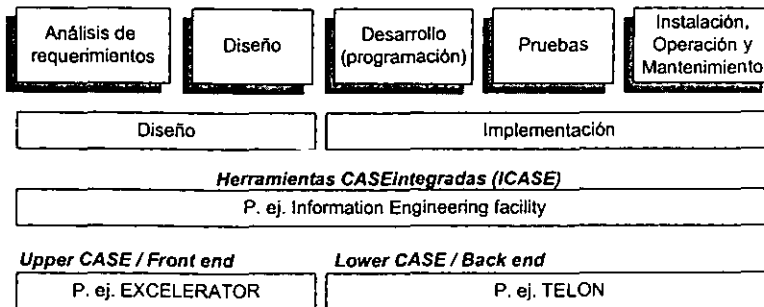 Análisis de
requerimientos
Diseño
Desarrollo
(programación)
Pruebas
Instalación,
Operación y
Mantenimiento
Diseño
Implementación
Herramientas CASEintegradas (ICASE)
P. ej. Information Engineering facility
Upper CASE / Front end
Lower CASE / Back end
P. ej. EXCELERATOR
P. ej. TELON